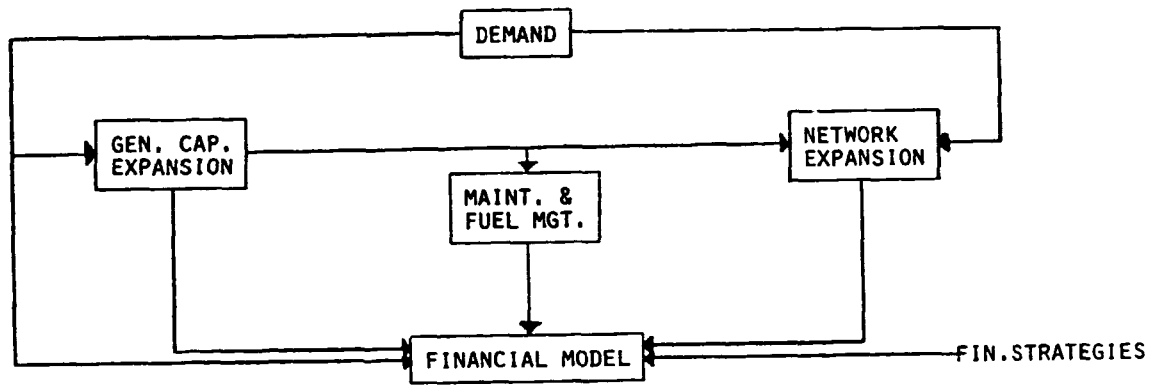 DEMAND
GEN. CAP.
EXPANSION
NETWORK
EXPANSION
MAINT. &
FUEL MGT.
FINANCIAL MODEL
FIN.STRATEGIES